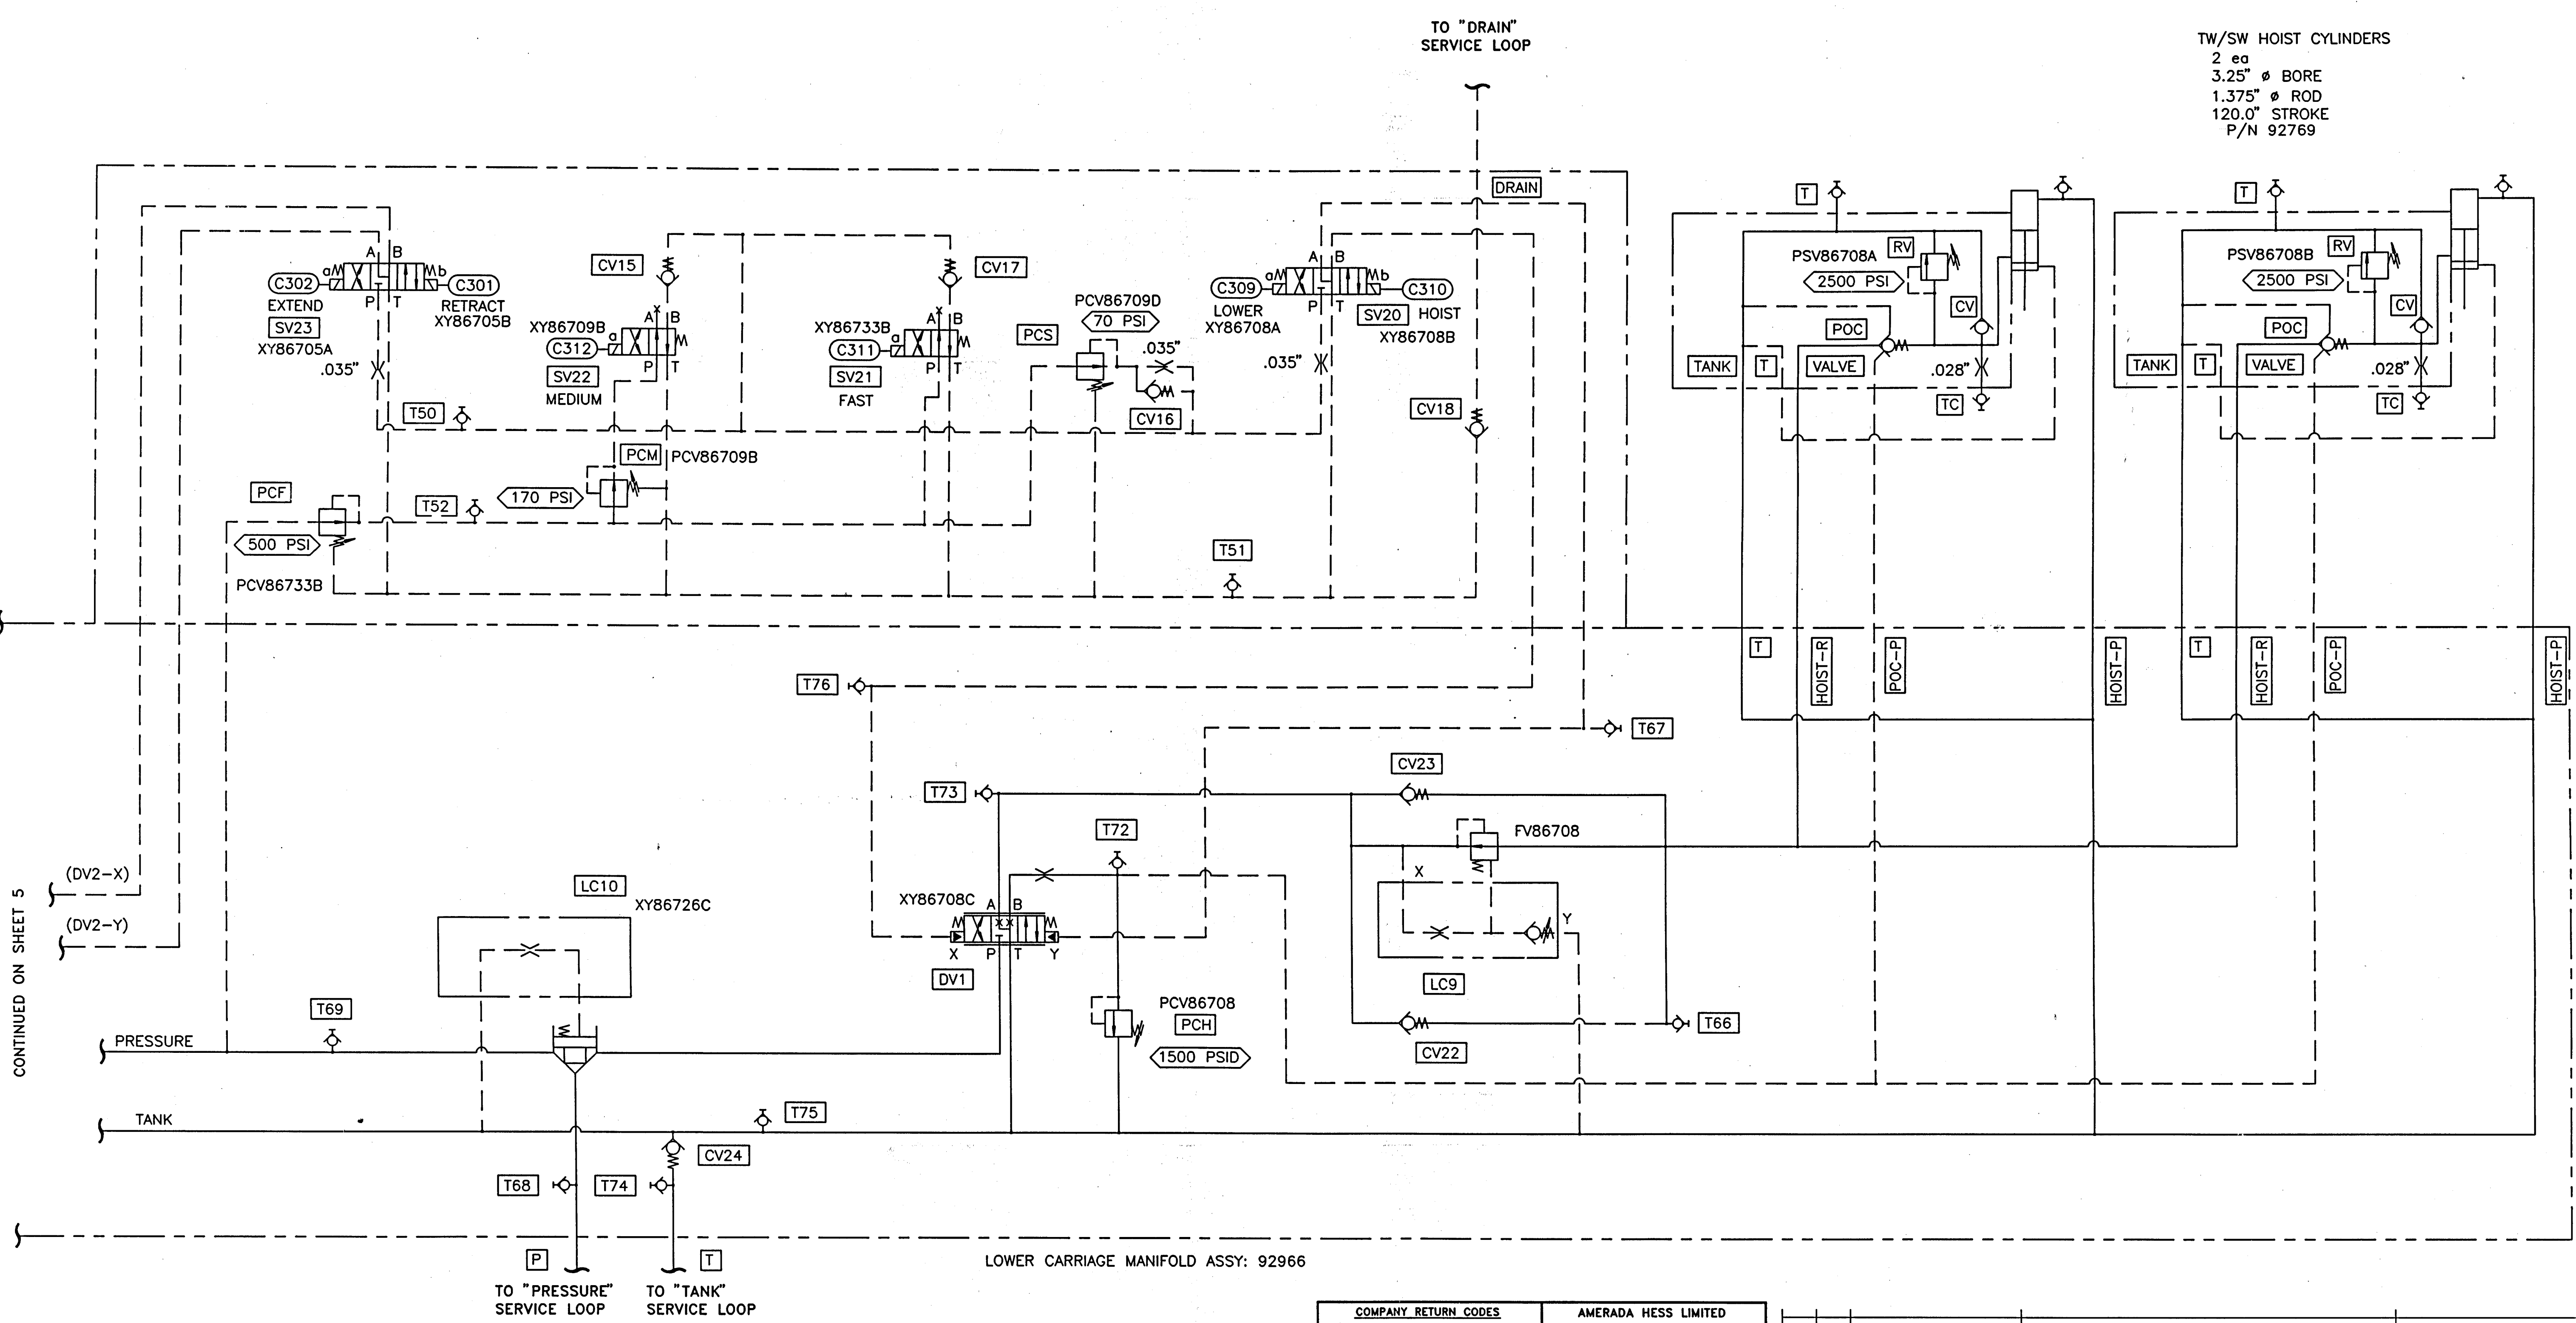 TO "DRAIN"
SERVICE LOOP
TW/SW HOIST CYLINDERS
2 ea
3.25" ø BORE
1.375" ø ROD
120.0" STROKE
P/N 92769
DRAIN
A B
a b
C302
C301
P T
EXTEND
RETRACT
XY86705B
SV23
XY86705A
.035"
T50
CV15
A B
XY86709B
a
C312
P T
SV22
MEDIUM
CV17
A B
XY86733B
a
C311
P T
SV21
FAST
PCV86709D
70 PSI
PCS
.035"
CV16
A B
a b
C309
C310
P T
LOWER
XY86708A
SV20
HOIST
XY86708B
.035"
CV18
T
PSV86708A
RV
2500 PSI
CV
POC
TANK
T
VALVE
.028"
TC
T
PSV86708B
RV
2500 PSI
CV
POC
TANK
T
VALVE
.028"
TC
PCM
PCV86709B
170 PSI
PCF
T52
500 PSI
PCV86733B
T51
T
HOIST-R
POC-P
HOIST-P
T
HOIST-R
POC-P
HOIST-P
T76
T67
T73
CV23
T72
FV86708
X
Y
LC9
CV22
T66
(DV2-X)
(DV2-Y)
CONTINUED ON SHEET 5
LC10
XY86726C
XY86708C
A B
X P T Y
DV1
PCV86708
PCH
1500 PSID
T69
PRESSURE
TANK
T75
CV24
T68
T74
P
T
TO "PRESSURE"
SERVICE LOOP
TO "TANK"
SERVICE LOOP
LOWER CARRIAGE MANIFOLD ASSY: 92966
COMPANY RETURN CODES
AMERADA HESS LIMITED